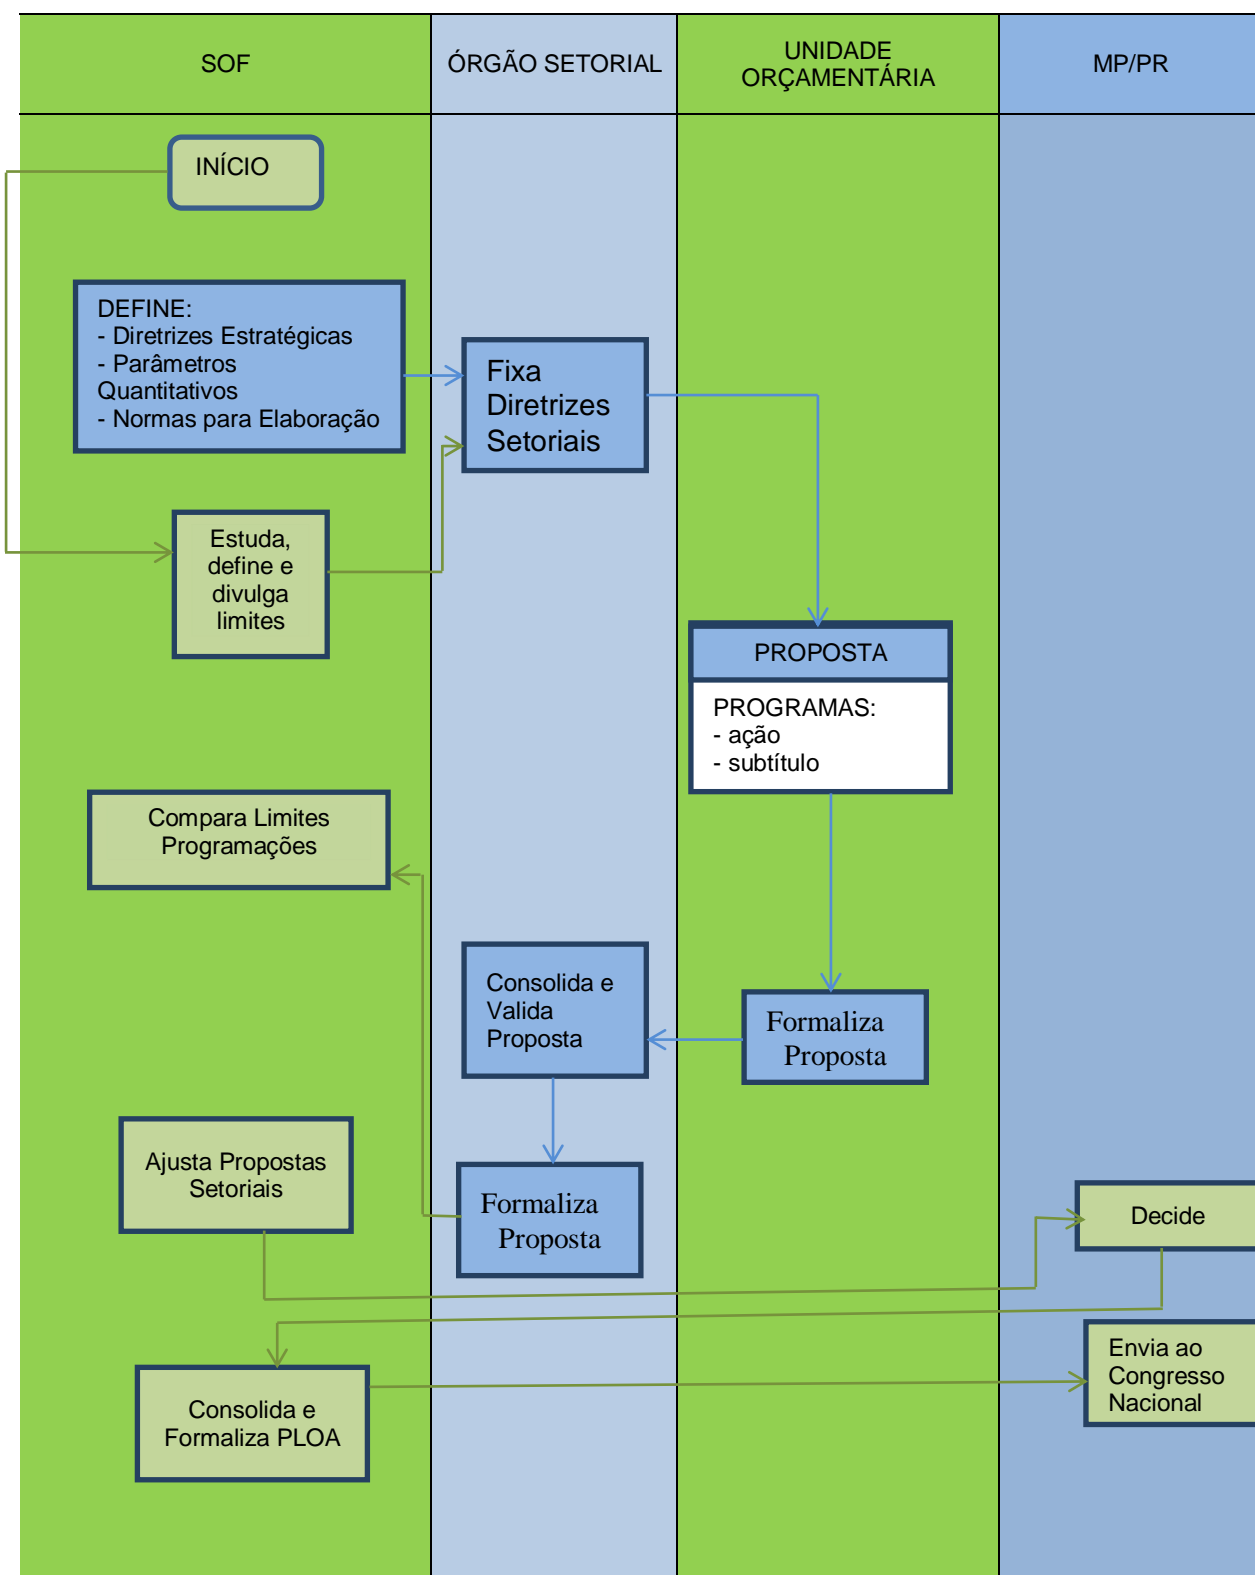 SOF
ÓRGÃO SETORIAL
UNIDADE
ORÇAMENTÁRIA
MP/PR
INÍCIO
DEFINE:
- Diretrizes Estratégicas
- Parâmetros
Quantitativos
- Normas para Elaboração
Fixa
Diretrizes
Setoriais
Estuda,
define e
divulga
limites
PROPOSTA
PROGRAMAS:
- ação
- subtítulo
Compara Limites
Programações
Consolida e
Valida
Proposta
Formaliza
Proposta
Ajusta Propostas
Setoriais
Formaliza
Proposta
Decide
Consolida e
Formaliza PLOA
Envia ao
Congresso
Nacional